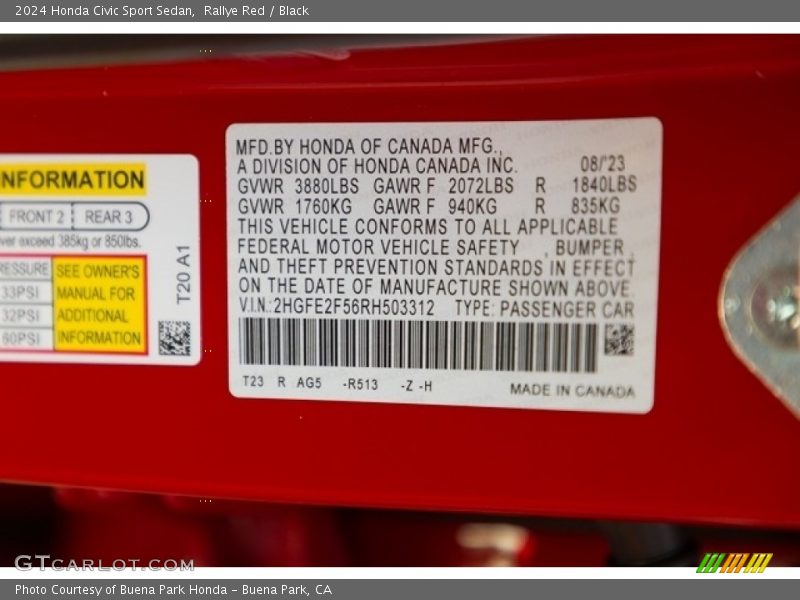 2024 Honda Civic Sport Sedan, Rallye Red / Black
NFORMATION
FRONT 2 REAR 3
ver exceed 385kg or 850lbs.
RESSURE
33PSI
32PSI
60PSI
SEE OWNER'S
MANUAL FOR
ADDITIONAL
INFORMATION
T20 A1
MFD.BY HONDA OF CANADA MFG.,
A DIVISION OF HONDA CANADA INC. 08/'23
GVWR 3880LBS GAWR F 2072LBS R 1840LBS
GVWR 1760KG GAWR F 940KG R 835KG
THIS VEHICLE CONFORMS TO ALL APPLICABLE
FEDERAL MOTOR VEHICLE SAFETY , BUMPER,
AND THEFT PREVENTION STANDARDS IN EFFECT
ON THE DATE OF MANUFACTURE SHOWN ABOVE.
V.I.N.:2HGFE2F56RH503312 TYPE: PASSENGER CAR
T23 R AG5 -R513 -Z -H MADE IN CANADA
GTCARLOT.COM
Photo Courtesy of Buena Park Honda – Buena Park, CA